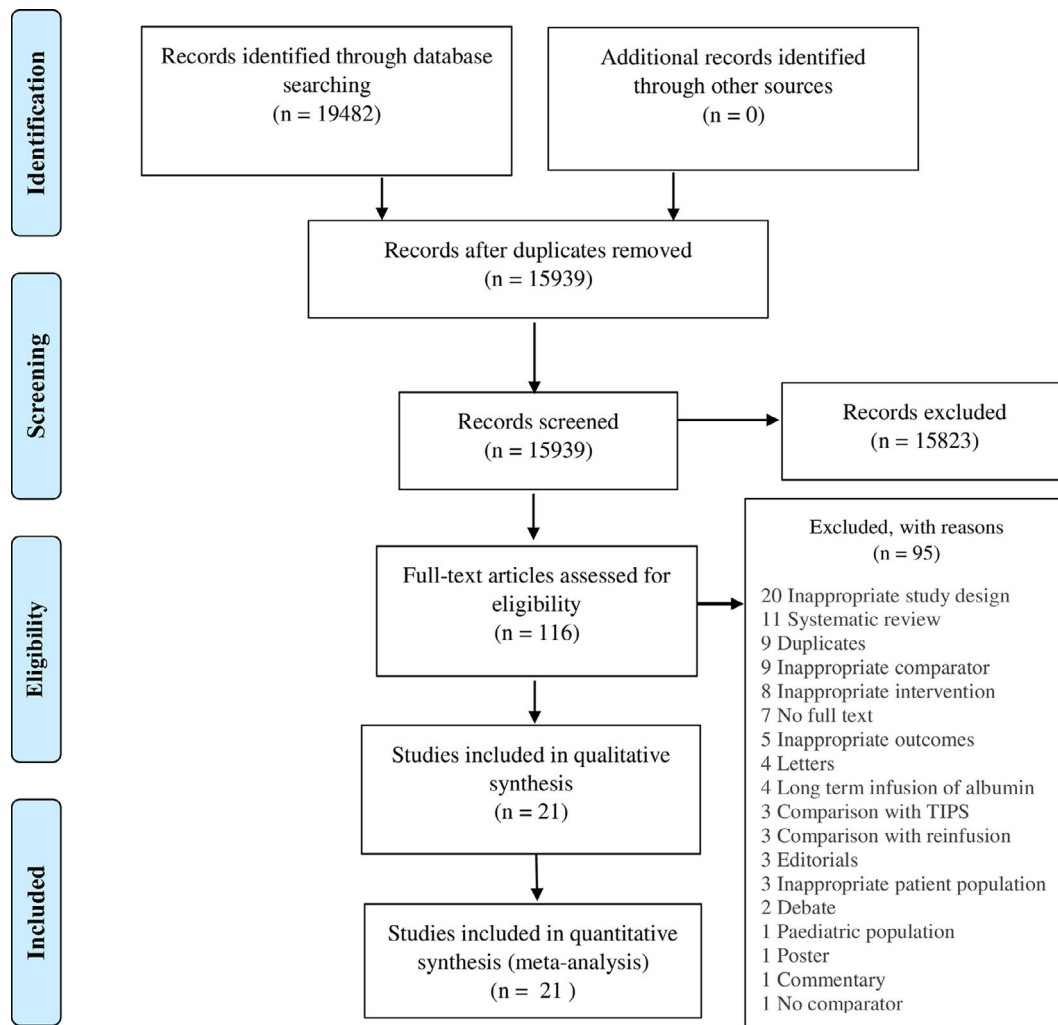 Identification
Records identified through database
searching
(n = 19482)
Additional records identified
through other sources
(n = 0)
Records after duplicates removed
(n = 15939)
Screening
Records screened
(n = 15939)
Records excluded
(n = 15823)
Eligibility
Full-text articles assessed for
eligibility
(n = 116)
Excluded, with reasons
(n = 95)
20 Inappropriate study design
11 Systematic review
9 Duplicates
9 Inappropriate comparator
8 Inappropriate intervention
7 No full text
5 Inappropriate outcomes
4 Letters
4 Long term infusion of albumin
3 Comparison with TIPS
3 Comparison with reinfusion
3 Editorials
3 Inappropriate patient population
2 Debate
1 Paediatric population
1 Poster
1 Commentary
1 No comparator
Studies included in qualitative
synthesis
(n = 21)
Included
Studies included in quantitative
synthesis (meta-analysis)
(n =  21 )